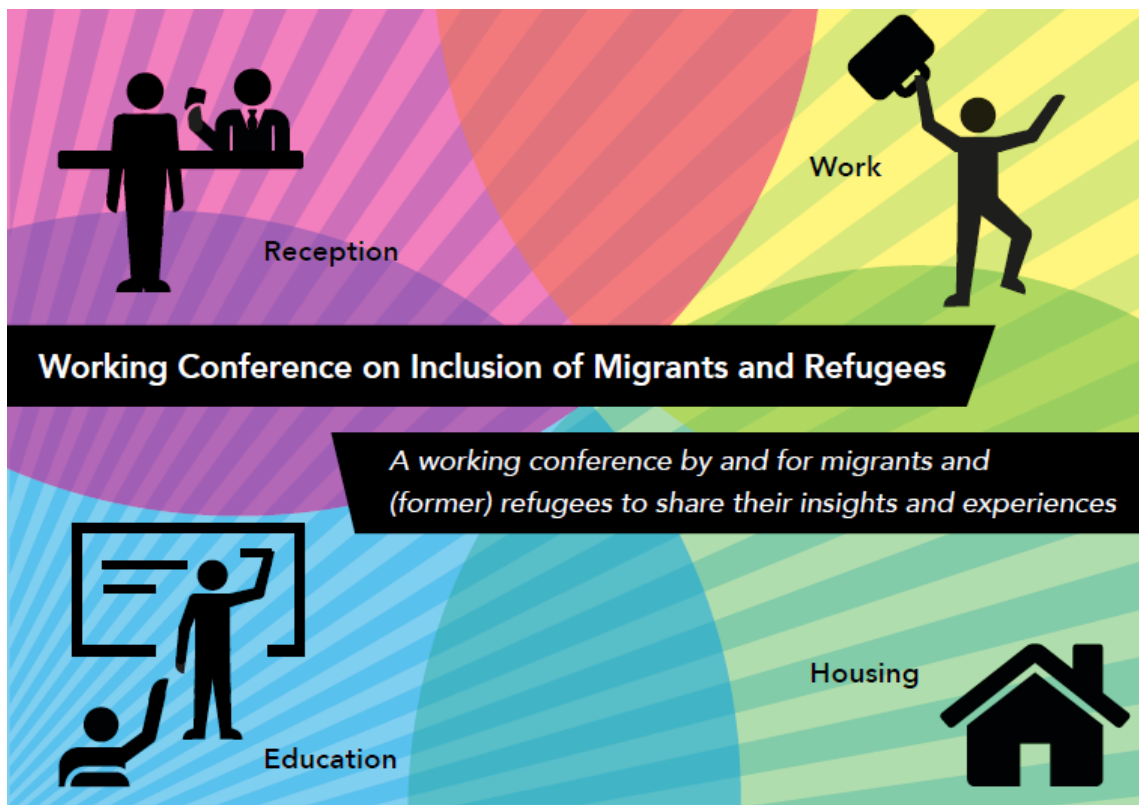 Reception
Work
Working Conference on Inclusion of Migrants and Refugees
A working conference by and for migrants and
(former) refugees to share their insights and experiences
Education
Housing